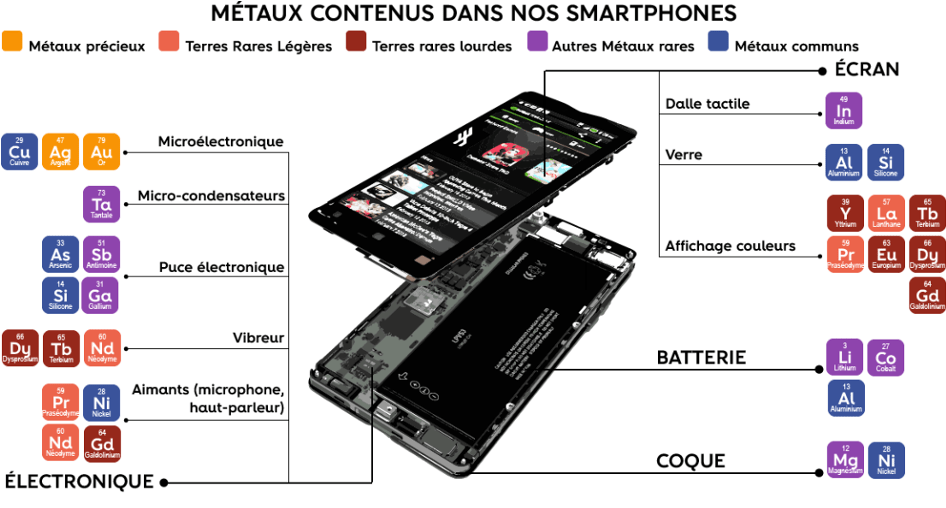 MÉTAUX CONTENUS DANS NOS SMARTPHONES
Métaux précieux
Terres Rares Légères
Terres rares lourdes
Autres Métaux rares
Métaux communs
ÉCRAN
Dalle tactile
49
In
Indium
Verre
13
Al
Aluminium
14
Si
Silicone
Affichage couleurs
39
Y
Yttrium
57
La
Lanthane
65
Tb
Terbium
59
Pr
Praséodyme
63
Eu
Europium
66
Dy
Dysprosium
64
Gd
Gadolinium
BATTERIE
3
Li
Lithium
27
Co
Cobalt
13
Al
Aluminium
COQUE
12
Mg
Magnésium
28
Ni
Nickel
Microélectronique
29
Cu
Cuivre
47
Ag
Argent
79
Au
Or
Micro-condensateurs
73
Ta
Tantale
Puce électronique
33
As
Arsenic
51
Sb
Antimoine
14
Si
Silicone
31
Ga
Gallium
Vibreur
66
Dy
Dysprosium
65
Tb
Terbium
60
Nd
Néodyme
Aimants (microphone,
haut-parleur)
59
Pr
Praséodyme
28
Ni
Nickel
60
Nd
Néodyme
64
Gd
Galdolinium
ÉLECTRONIQUE